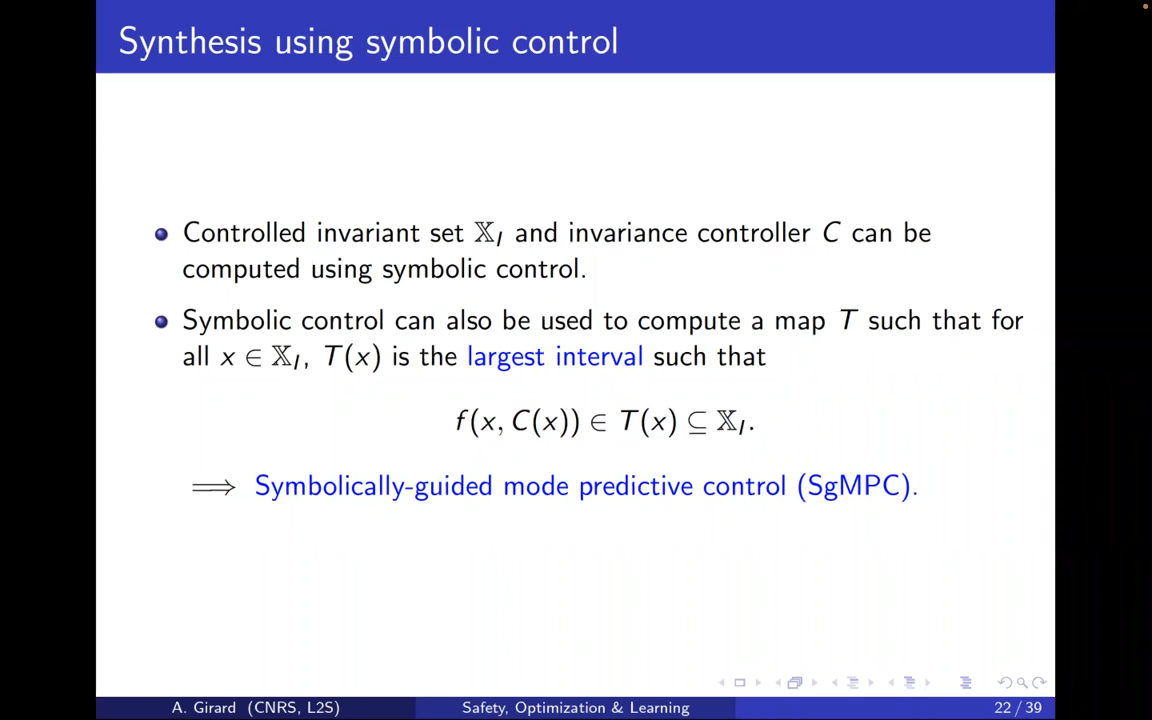 Synthesis using symbolic control
Controlled invariant set 𝕏_I and invariance controller C can be
computed using symbolic control.
Symbolic control can also be used to compute a map T such that for
all x ∈ 𝕏_I, T(x) is the largest interval such that
f(x, C(x)) ∈ T(x) ⊆ 𝕏_I.
⟹ Symbolically-guided mode predictive control (SgMPC).
A. Girard (CNRS, L2S) Safety, Optimization & Learning 22 / 39